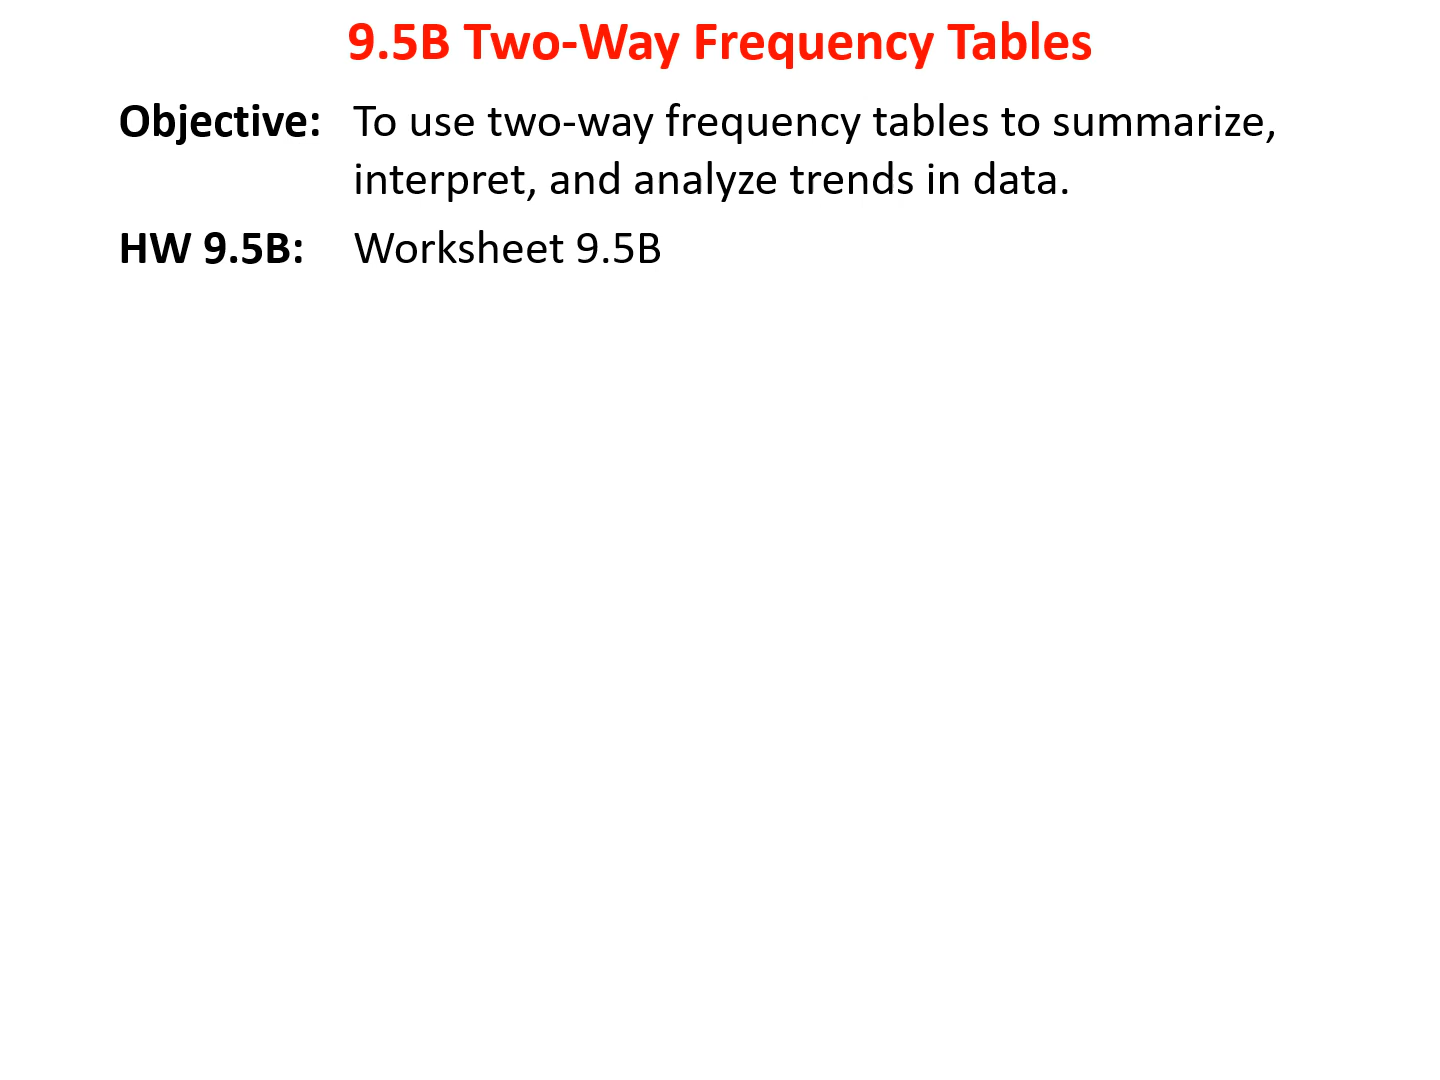 9.5B Two-Way Frequency Tables
Objective: To use two-way frequency tables to summarize,
interpret, and analyze trends in data.
HW 9.5B: Worksheet 9.5B